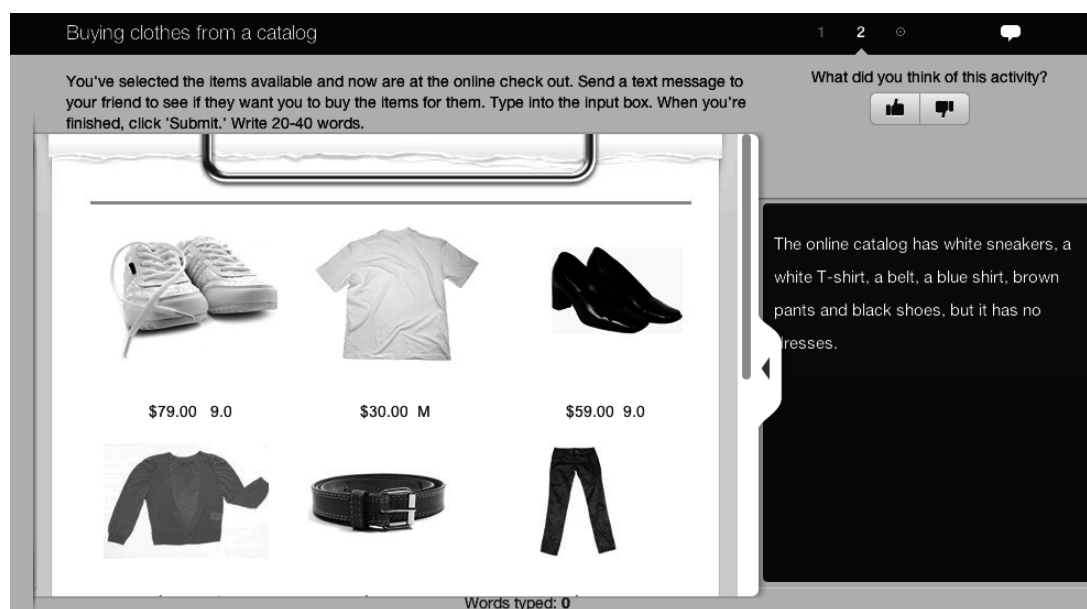 Buying clothes from a catalog
1 2
You've selected the items available and now are at the online check out. Send a text message to
your friend to see if they want you to buy the items for them. Type into the input box. When you're
finished, click 'Submit.' Write 20-40 words.
What did you think of this activity?
The online catalog has white sneakers, a
white T-shirt, a belt, a blue shirt, brown
pants and black shoes, but it has no
dresses.
$79.00 9.0
$30.00 M
$59.00 9.0
Words typed: 0